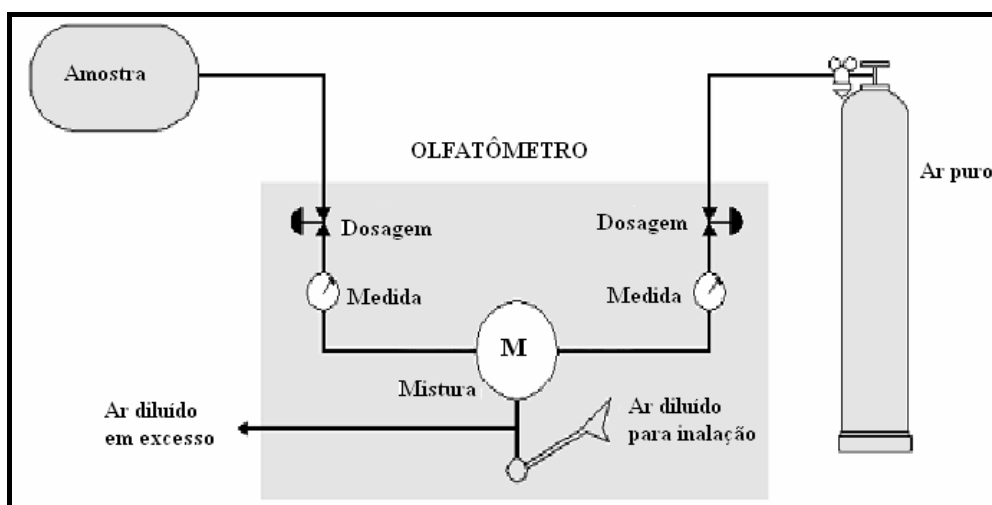 Amostra
OLFATÔMETRO
Ar puro
Dosagem
Dosagem
Medida
Medida
M
Mistura
Ar diluído
em excesso
Ar diluído
para inalação